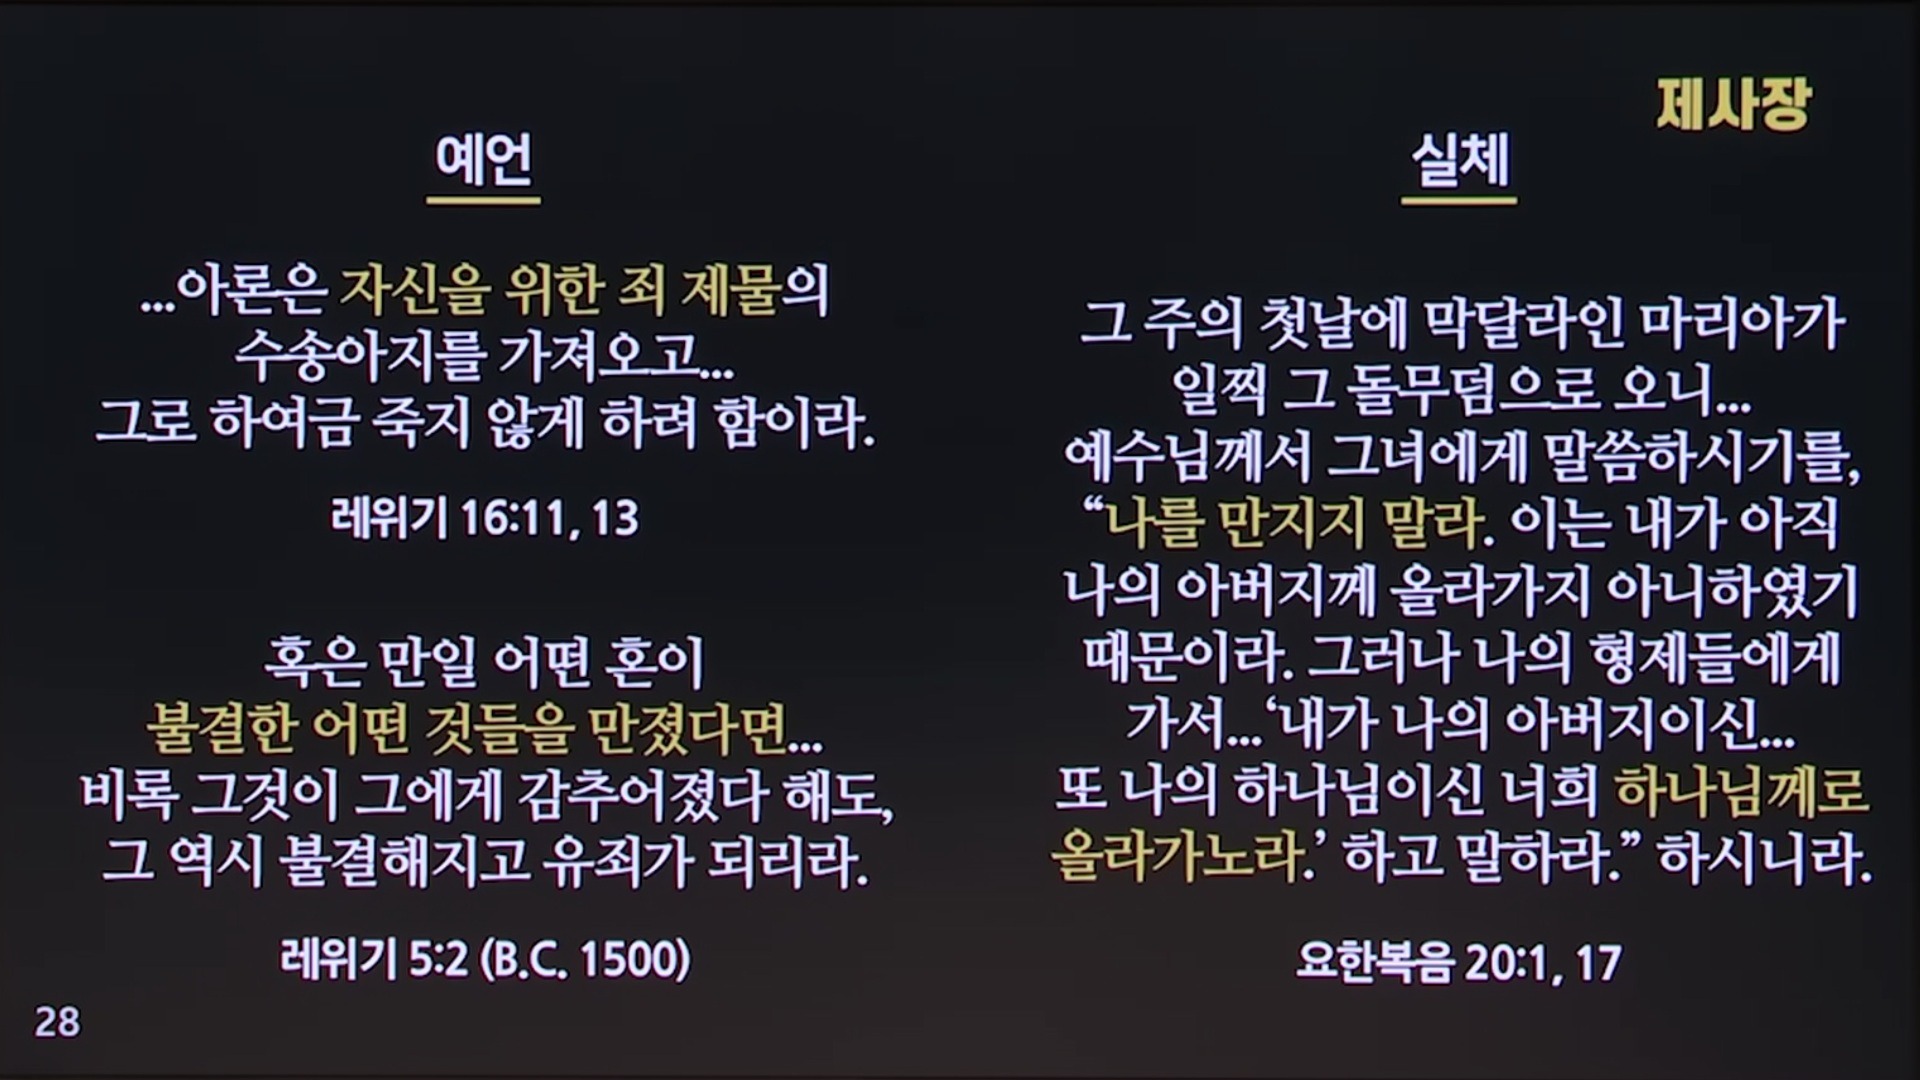 제사장
예언
...아론은 자신을 위한 죄 제물의
수송아지를 가져오고...
그로 하여금 죽지 않게 하려 함이라.
레위기 16:11, 13
혹은 만일 어떤 혼이
불결한 어떤 것들을 만졌다면...
비록 그것이 그에게 감추어졌다 해도,
그 역시 불결해지고 유죄가 되리라.
레위기 5:2 (B.C. 1500)
실체
그 주의 첫날에 막달라인 마리아가
일찍 그 돌무덤으로 오니...
예수님께서 그녀에게 말씀하시기를,
“나를 만지지 말라. 이는 내가 아직
나의 아버지께 올라가지 아니하였기
때문이라. 그러나 나의 형제들에게
가서...‘내가 나의 아버지이신...
또 나의 하나님이신 너희 하나님께로
올라가노라.’ 하고 말하라.” 하시니라.
요한복음 20:1, 17
28